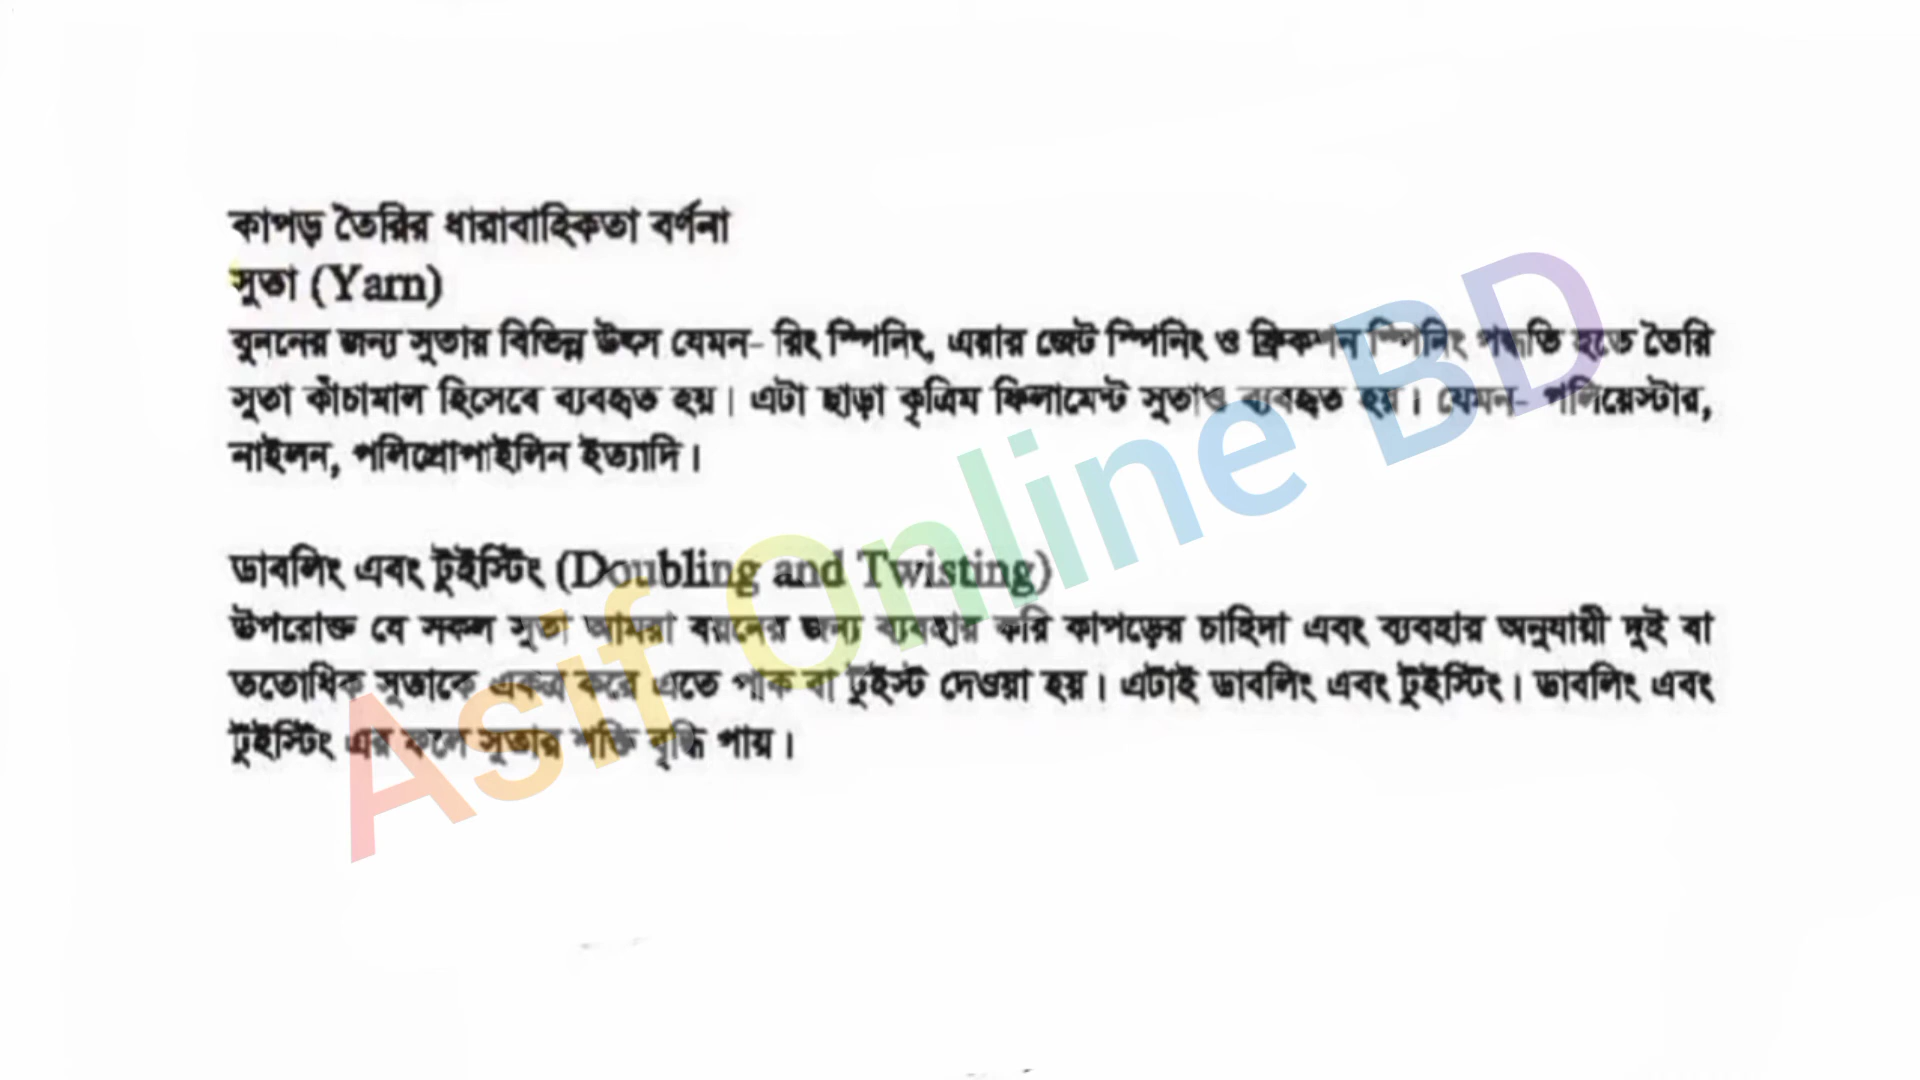 কাপড় তৈরির ধারাবাহিকতা বর্ণনা
সুতা (Yarn)
বুননের জন্য সুতার বিভিন্ন উৎস যেমন- রিং স্পিনিং, এয়ার জেট স্পিনিং ও ফ্রিকশন স্পিনিং পদ্ধতি হতে তৈরি
সুতা কাঁচামাল হিসেবে ব্যবহৃত হয়। এটা ছাড়া কৃত্রিম ফিলামেন্ট সুতাও ব্যবহৃত হয়। যেমন- পলিয়েস্টার,
নাইলন, পলিপ্রোপাইলিন ইত্যাদি।
ডাবলিং এবং টুইস্টিং (Doubling and Twisting)
উপরোক্ত যে সকল সুতা আমরা বয়নের জন্য ব্যবহার করি কাপড়ের চাহিদা এবং ব্যবহার অনুযায়ী দুই বা
ততোধিক সুতাকে একত্র করে এতে পাক বা টুইস্ট দেওয়া হয়। এটাই ডাবলিং এবং টুইস্টিং। ডাবলিং এবং
টুইস্টিং এর ফলে সুতার শক্তি বৃদ্ধি পায়।
Asif Online BD